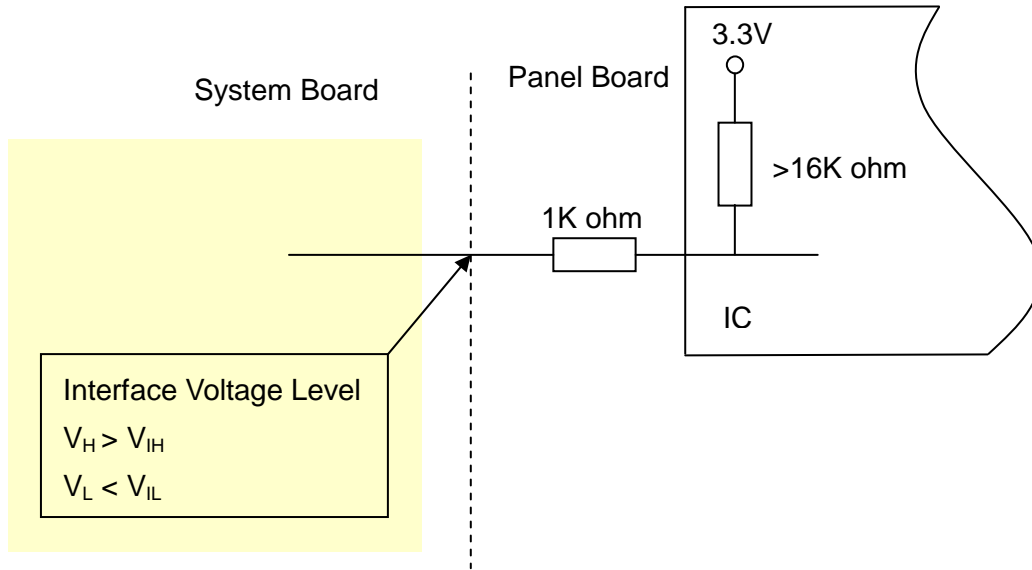 3.3V
System Board
Panel Board
>16K ohm
1K ohm
IC
Interface Voltage Level
V_H > V_IH
V_L < V_IL